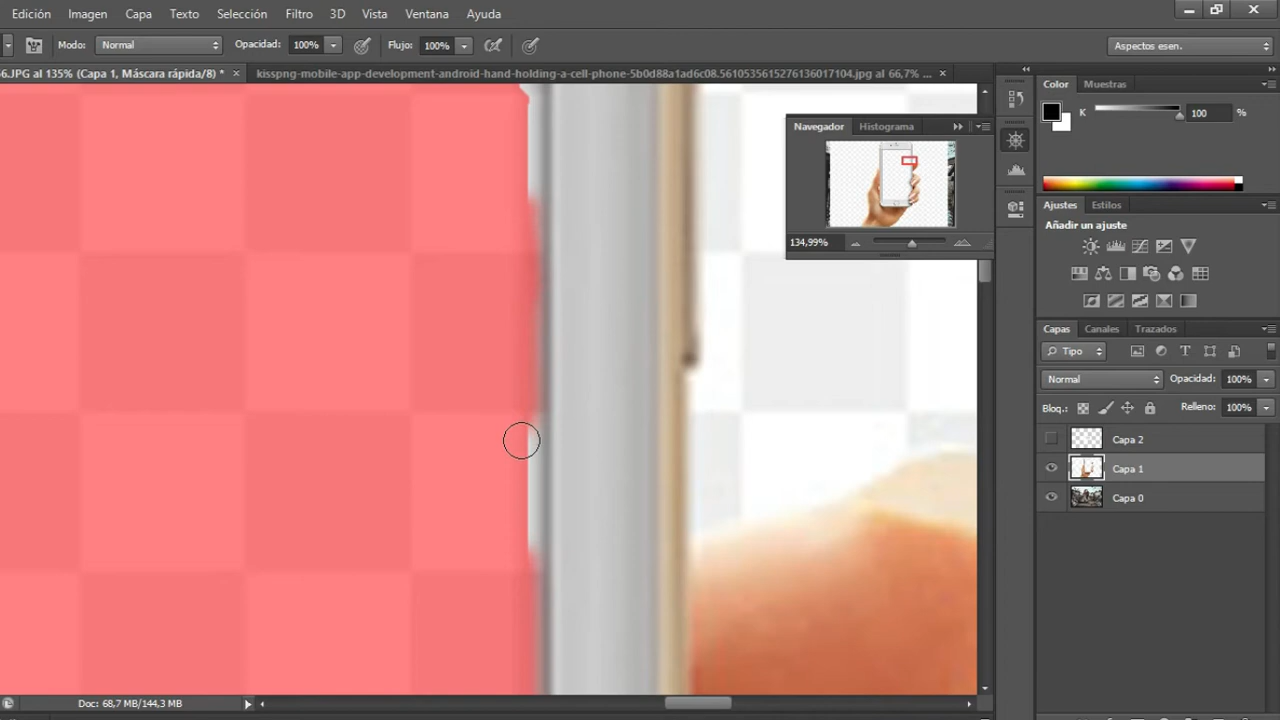 Edición Imagen Capa Texto Selección Filtro 3D Vista Ventana Ayuda
Modo: Normal Opacidad: 100% Flujo: 100% Aspectos esen.
6.JPG al 135% (Capa 1, Máscara rápida/8) * × kisspng-mobile-app-development-android-hand-holding-a-cell-phone-5b0d88a1ad6c08.5610535615276136017104.jpg al 66,7% ... ×
Color Muestras
K 100 %
Navegador Histograma
134,99%
Ajustes Estilos
Añadir un ajuste
Capas Canales Trazados
Tipo
Normal Opacidad: 100%
Bloq.: Relleno: 100%
Capa 2
Capa 1
Capa 0
Doc: 68,7 MB/144,3 MB